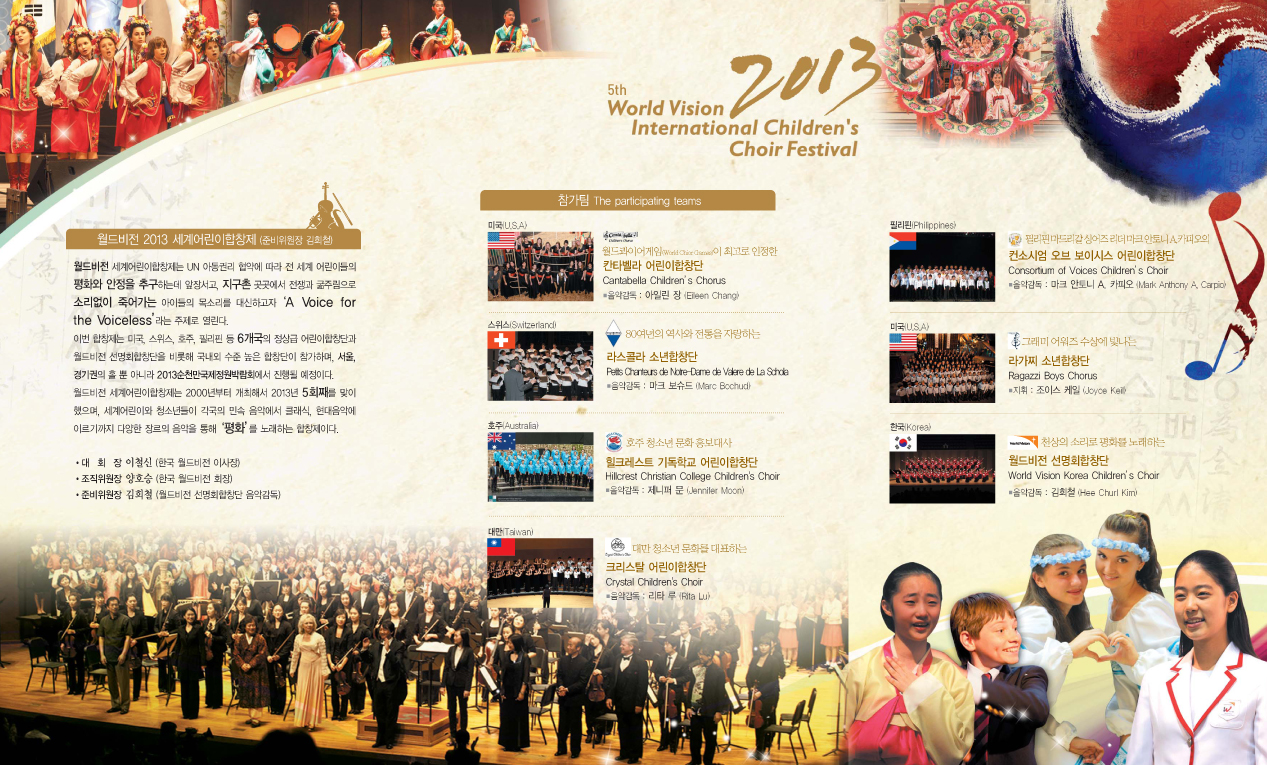 5th
2013
World Vision
International Children's
Choir Festival
월드비전 2013 세계어린이합창제 (준비위원장 김희철)
월드비전 세계어린이합창제는 UN 아동권리 협약에 따라 전 세계 어린이들의
평화와 안정을 추구하는데 앞장서고, 지구촌 곳곳에서 전쟁과 굶주림으로
소리없이 죽어가는 아이들의 목소리를 대신하고자 'A Voice for
the Voiceless'라는 주제로 열린다.
이번 합창제는 미국, 스위스, 호주, 필리핀 등 6개국의 정상급 어린이합창단과
월드비전 선명회합창단을 비롯해 국내외 수준 높은 합창단이 참가하며, 서울,
경기권의 홀 뿐 아니라 2013순천만국제정원박람회에서 진행될 예정이다.
월드비전 세계어린이합창제는 2000년부터 개최해서 2013년 5회째를 맞이
했으며, 세계어린이와 청소년들이 각국의 민속 음악에서 클래식, 현대음악에
이르기까지 다양한 장르의 음악을 통해 '평화'를 노래하는 합창제이다.
• 대 회 장 이철신 (한국 월드비전 이사장)
• 조직위원장 양호승 (한국 월드비전 회장)
• 준비위원장 김희철 (월드비전 선명회합창단 음악감독)
참가팀 The participating teams
미국(U.S.A)
월드콰이어게임(World Choir Games)이 최고로 인정한
칸타벨라 어린이합창단
Cantabella Children's Chorus
음악감독 : 아일린 장 (Eileen Chang)
스위스(Switzerland)
80여년의 역사와 전통을 자랑하는
라스콜라 소년합창단
Petits Chanteurs de Notre-Dame de Valere de La Schola
음악감독 : 마크 보슈드 (Marc Bochud)
호주(Australia)
호주 청소년 문화 홍보대사
힐크레스트 기독학교 어린이합창단
Hillcrest Christian College Children's Choir
음악감독 : 제니퍼 문 (Jennifer Moon)
대만(Taiwan)
대만 청소년 문화를 대표하는
크리스탈 어린이합창단
Crystal Children's Choir
음악감독 : 리타 루 (Rita Lu)
필리핀(Philippines)
필리핀 마드리갈 싱어즈 리더 마크 안토니 A.카피오의
컨소시엄 오브 보이시스 어린이합창단
Consortium of Voices Children's Choir
음악감독 : 마크 안토니 A. 카피오 (Mark Anthony A, Carpio)
미국(U.S.A)
그래미 어워즈 수상에 빛나는
라가찌 소년합창단
Ragazzi Boys Chorus
지휘 : 조이스 케일 (Joyce Keil)
한국(Korea)
World Vision
천상의 소리로 평화를 노래하는
월드비전 선명회합창단
World Vision Korea Children's Choir
음악감독 : 김희철 (Hee Churl Kim)